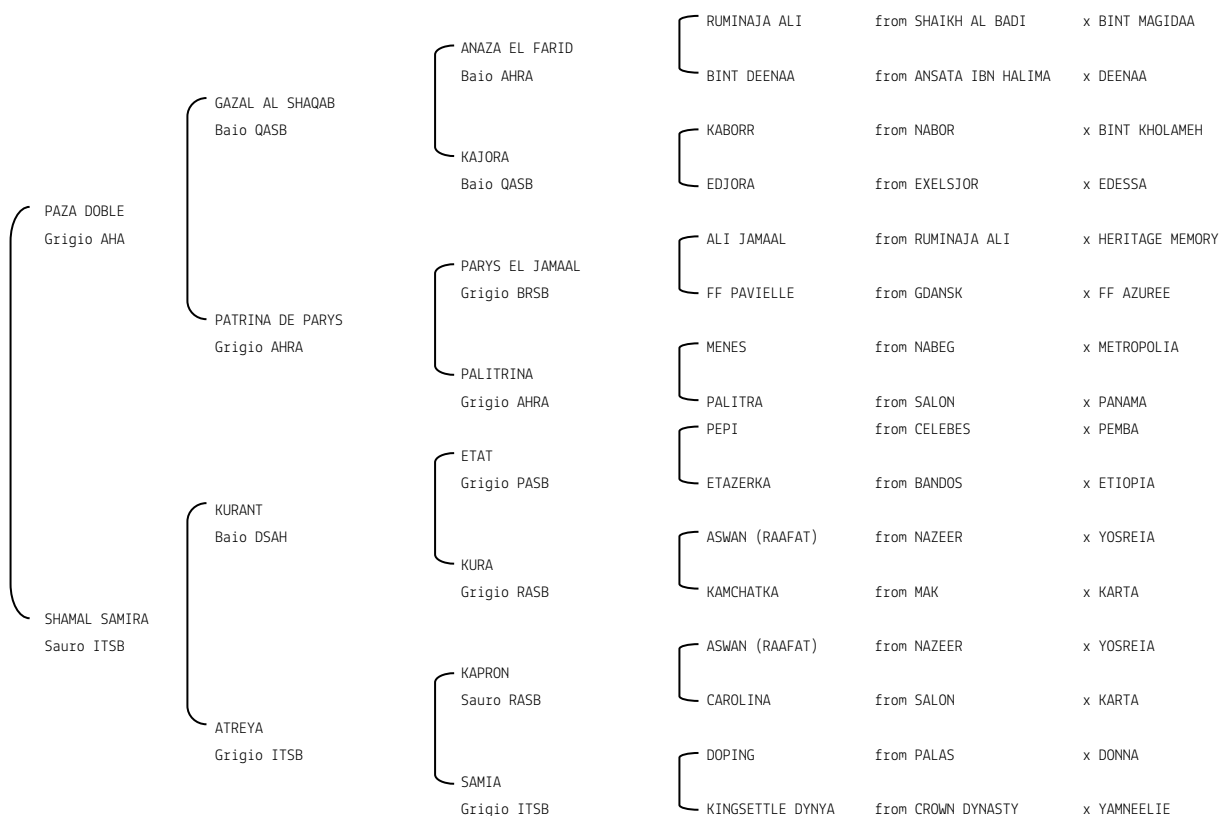 RUMINAJA ALI from SHAIKH AL BADI x BINT MAGIDAA
ANAZA EL FARID
Baio AHRA BINT DEENAA from ANSATA IBN HALIMA x DEENAA
GAZAL AL SHAQAB
Baio QASB KABORR from NABOR x BINT KHOLAMEH
KAJORA
Baio QASB EDJORA from EXELSJOR x EDESSA
PAZA DOBLE
Grigio AHA ALI JAMAAL from RUMINAJA ALI x HERITAGE MEMORY
PARYS EL JAMAAL
Grigio BRSB FF PAVIELLE from GDANSK x FF AZUREE
PATRINA DE PARYS
Grigio AHRA MENES from NABEG x METROPOLIA
PALITRINA
Grigio AHRA PALITRA from SALON x PANAMA
PEPI from CELEBES x PEMBA
ETAT
Grigio PASB ETAZERKA from BANDOS x ETIOPIA
KURANT
Baio DSAH ASWAN (RAAFAT) from NAZEER x YOSREIA
KURA
Grigio RASB KAMCHATKA from MAK x KARTA
SHAMAL SAMIRA
Sauro ITSB ASWAN (RAAFAT) from NAZEER x YOSREIA
KAPRON
Sauro RASB CAROLINA from SALON x KARTA
ATREYA
Grigio ITSB DOPING from PALAS x DONNA
SAMIA
Grigio ITSB KINGSETTLE DYNYA from CROWN DYNASTY x YAMNEELIE